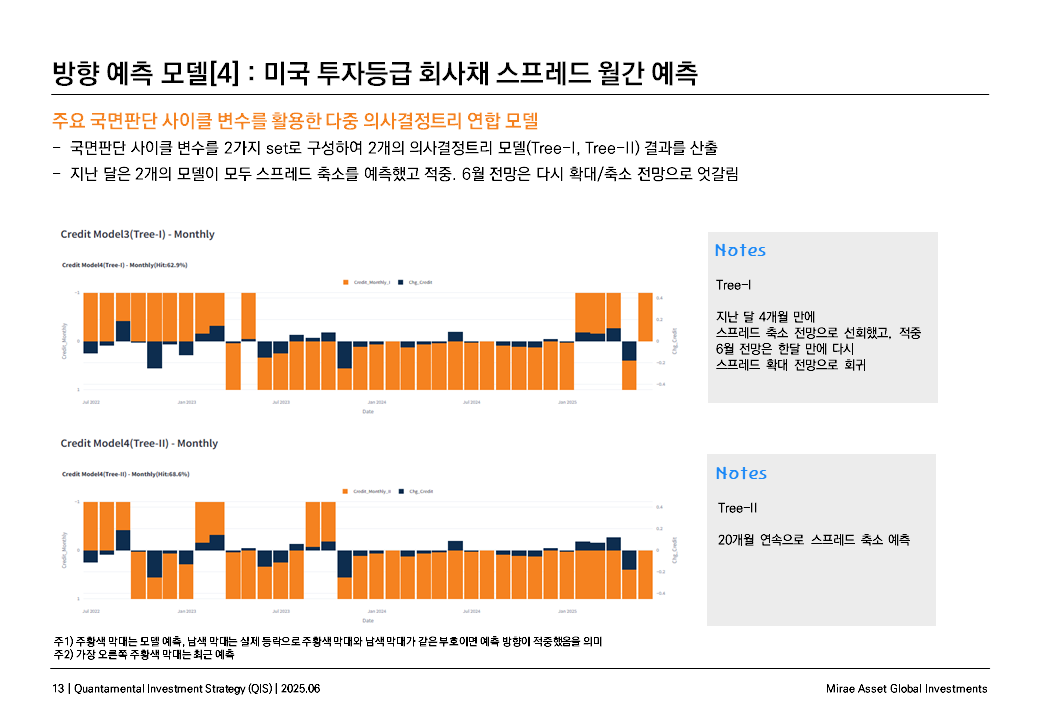 방향 예측 모델[4] : 미국 투자등급 회사채 스프레드 월간 예측
주요 국면판단 사이클 변수를 활용한 다중 의사결정트리 연합 모델
- 국면판단 사이클 변수를 2가지 set로 구성하여 2개의 의사결정트리 모델(Tree-I, Tree-II) 결과를 산출
- 지난 달은 2개의 모델이 모두 스프레드 축소를 예측했고 적중. 6월 전망은 다시 확대/축소 전망으로 엇갈림
Credit Model3(Tree-I) - Monthly
Credit Model4(Tree-I) - Monthly(Hit:62.9%)
Credit_Monthly_I Chg_Credit
-1
0
1
Credit_Monthly
0.4
0.2
0
-0.2
-0.4
Chg_Credit
Jul 2022 Jan 2023 Jul 2023 Jan 2024 Jul 2024 Jan 2025
Date
Notes
Tree-I
지난 달 4개월 만에
스프레드 축소 전망으로 선회했고, 적중
6월 전망은 한달 만에 다시
스프레드 확대 전망으로 회귀
Credit Model4(Tree-II) - Monthly
Credit Model4(Tree-II) - Monthly(Hit:68.6%)
Credit_Monthly_II Chg_Credit
-1
0
1
Credit_Monthly
0.4
0.2
0
-0.2
-0.4
Chg_Credit
Jul 2022 Jan 2023 Jul 2023 Jan 2024 Jul 2024 Jan 2025
Date
Notes
Tree-II
20개월 연속으로 스프레드 축소 예측
주1) 주황색 막대는 모델 예측, 남색 막대는 실제 등락으로 주황색 막대와 남색 막대가 같은 부호이면 예측 방향이 적중했음을 의미
주2) 가장 오른쪽 주황색 막대는 최근 예측
13 | Quantamental Investment Strategy (QIS) | 2025.06
Mirae Asset Global Investments